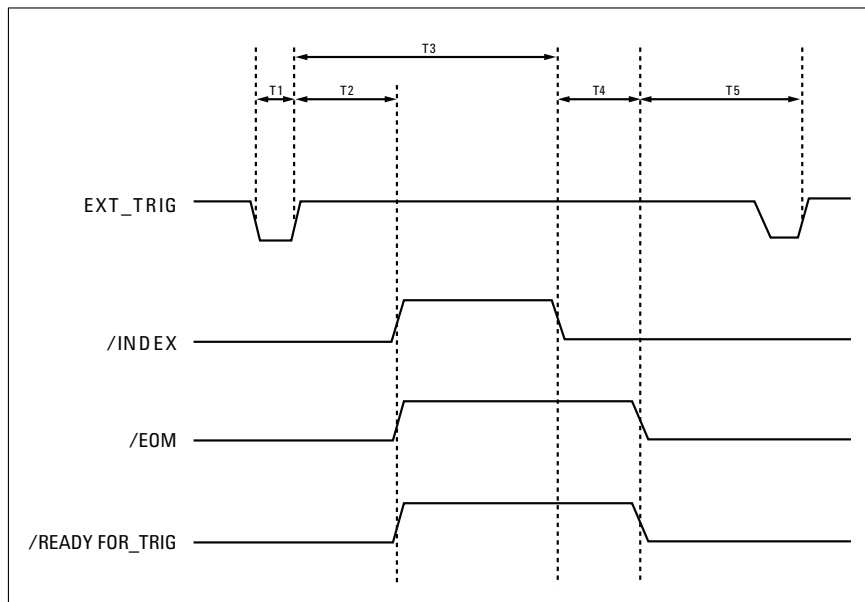 T3
T1
T2
T4
T5
EXT_TRIG
/INDEX
/EOM
/READY FOR_TRIG